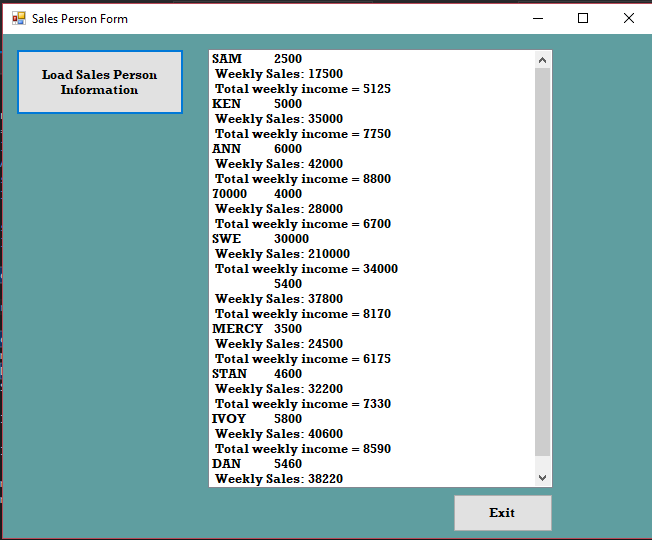 Sales Person Form
Load Sales Person
Information
SAM 2500
Weekly Sales: 17500
Total weekly income = 5125
KEN 5000
Weekly Sales: 35000
Total weekly income = 7750
ANN 6000
Weekly Sales: 42000
Total weekly income = 8800
70000 4000
Weekly Sales: 28000
Total weekly income = 6700
SWE 30000
Weekly Sales: 210000
Total weekly income = 34000
5400
Weekly Sales: 37800
Total weekly income = 8170
MERCY 3500
Weekly Sales: 24500
Total weekly income = 6175
STAN 4600
Weekly Sales: 32200
Total weekly income = 7330
IVOY 5800
Weekly Sales: 40600
Total weekly income = 8590
DAN 5460
Weekly Sales: 38220
Exit